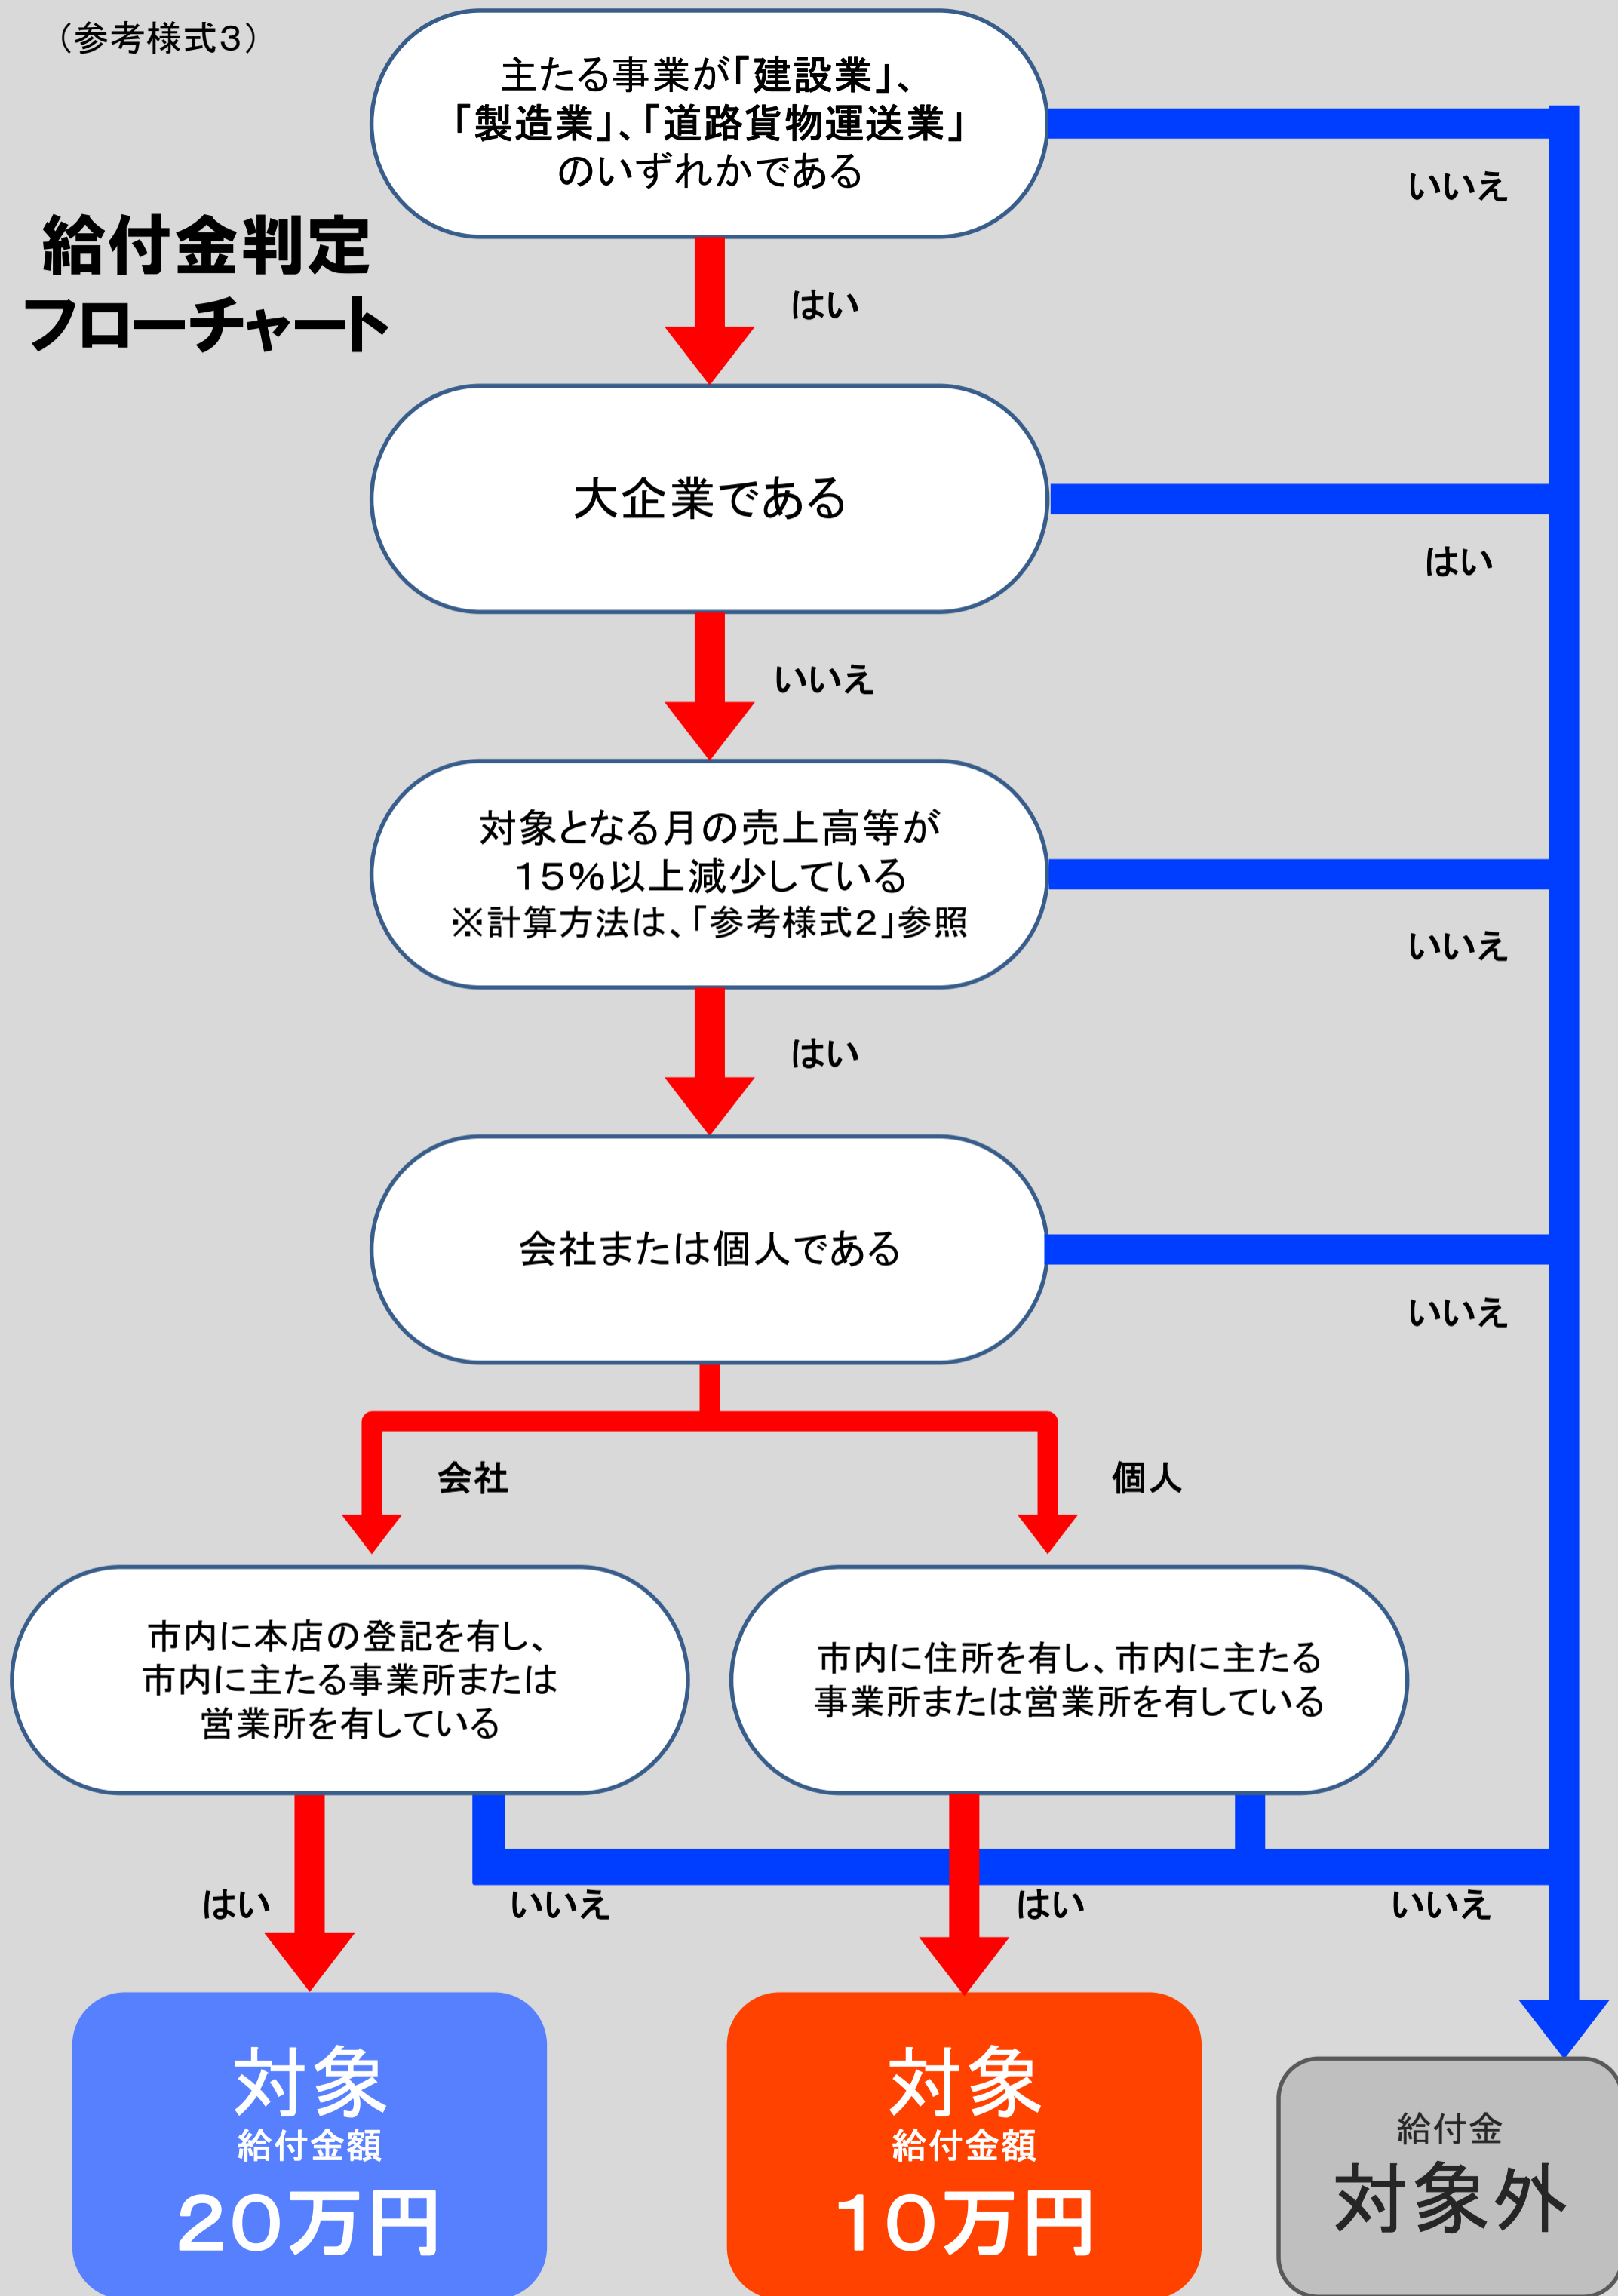 （参考様式３）
主たる事業が「建設業」、
「製造業」、「道路貨物運送業」
のいずれかである
いいえ
給付金判定
フローチャート
はい
大企業である
はい
いいえ
対象となる月の売上高等が
15％以上減少している
※計算方法は、「参考様式２」参照
いいえ
はい
会社または個人である
いいえ
会社
個人
市内に本店の登記を有し、
市内に主たる事業所または
営業所を有している
市内に住所を有し、市内に主たる
事業所または営業所を有している
はい
いいえ
はい
いいえ
対象
給付金額
20万円
対象
給付金額
10万円
給付金
対象外